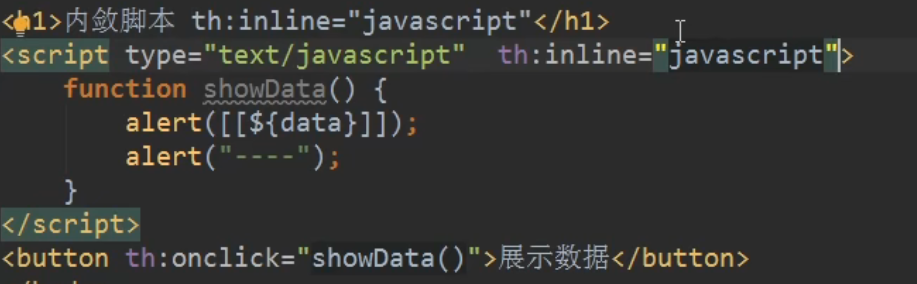 <h1>内敛脚本 th:inline="javascript"</h1>
<script type="text/javascript"  th:inline="javascript">
    function showData() {
        alert([[${data}]]);
        alert("----");
    }
</script>
<button th:onclick="showData()">展示数据</button>